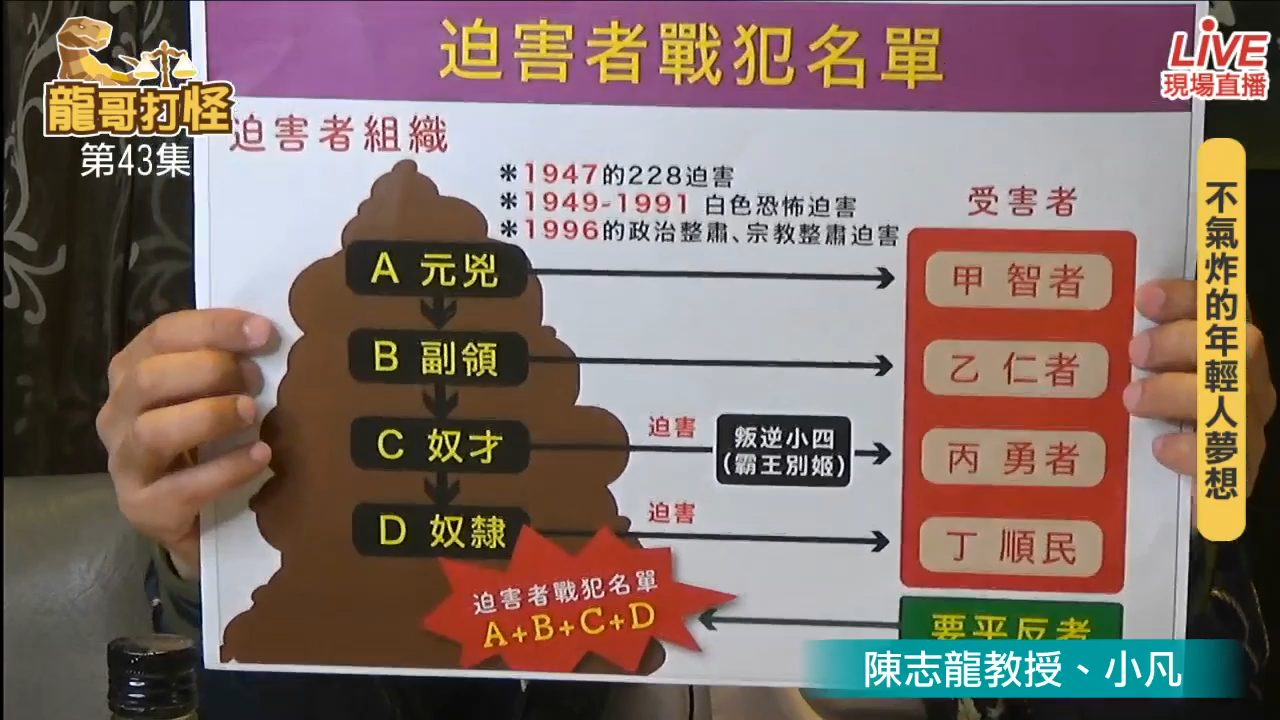 迫害者戰犯名單
LIVE
現場直播
龍哥打怪
第43集
迫害者組織
*1947的228迫害
*1949-1991 白色恐怖迫害
*1996的政治整肅、宗教整肅迫害
受害者
A 元兇
甲 智者
B 副領
乙 仁者
C 奴才
迫害
叛逆小四
(霸王別姬)
丙 勇者
D 奴隸
迫害
丁 順民
迫害者戰犯名單
A+B+C+D
要平反者
不氣炸的年輕人夢想
陳志龍教授、小凡